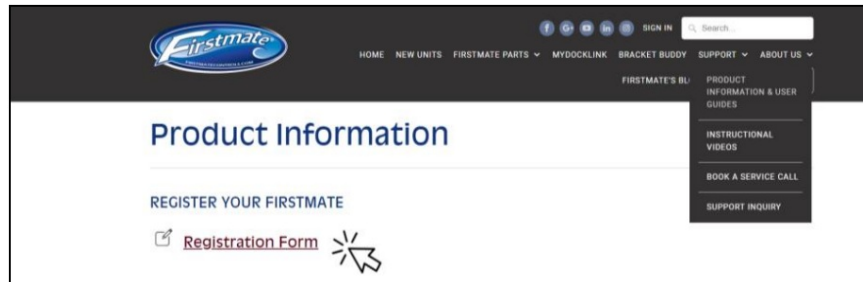 Firstmate
SIGN IN
Search...
HOME NEW UNITS FIRSTMATE PARTS MYDOCKLINK BRACKET BUDDY SUPPORT ABOUT US
FIRSTMATE'S BL
PRODUCT
INFORMATION & USER
GUIDES
INSTRUCTIONAL
VIDEOS
BOOK A SERVICE CALL
SUPPORT INQUIRY
Product Information
REGISTER YOUR FIRSTMATE
Registration Form